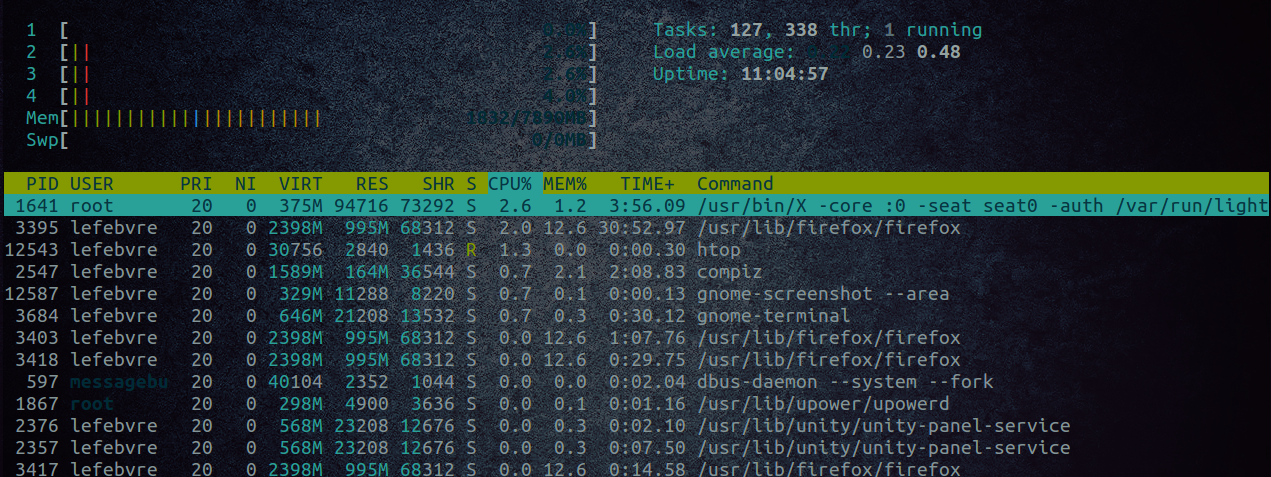 1 [ 0.0%] Tasks: 127, 338 thr; 1 running
2 [|| 2.6%] Load average: 0.23 0.48
3 [|| 2.6%] Uptime: 11:04:57
4 [|| 4.0%]
Mem[||||||||||||||||||||||| 1832/7890MB]
Swp[ 0/0MB]
PID USER PRI NI VIRT RES SHR S CPU% MEM% TIME+ Command
1641 root 20 0 375M 94716 73292 S 2.6 1.2 3:56.09 /usr/bin/X -core :0 -seat seat0 -auth /var/run/light
3395 lefebvre 20 0 2398M 995M 68312 S 2.0 12.6 30:52.97 /usr/lib/firefox/firefox
12543 lefebvre 20 0 30756 2840 1436 R 1.3 0.0 0:00.30 htop
2547 lefebvre 20 0 1589M 164M 36544 S 0.7 2.1 2:08.83 compiz
12587 lefebvre 20 0 329M 11288 8220 S 0.7 0.1 0:00.13 gnome-screenshot --area
3684 lefebvre 20 0 646M 21208 13532 S 0.7 0.3 0:30.12 gnome-terminal
3403 lefebvre 20 0 2398M 995M 68312 S 0.0 12.6 1:07.76 /usr/lib/firefox/firefox
3418 lefebvre 20 0 2398M 995M 68312 S 0.0 12.6 0:29.75 /usr/lib/firefox/firefox
597 messagebu 20 0 40104 2352 1044 S 0.0 0.0 0:02.04 dbus-daemon --system --fork
1867 root 20 0 298M 4900 3636 S 0.0 0.1 0:01.16 /usr/lib/upower/upowerd
2376 lefebvre 20 0 568M 23208 12676 S 0.0 0.3 0:02.10 /usr/lib/unity/unity-panel-service
2357 lefebvre 20 0 568M 23208 12676 S 0.0 0.3 0:07.50 /usr/lib/unity/unity-panel-service
3417 lefebvre 20 0 2398M 995M 68312 S 0.0 12.6 0:14.58 /usr/lib/firefox/firefox